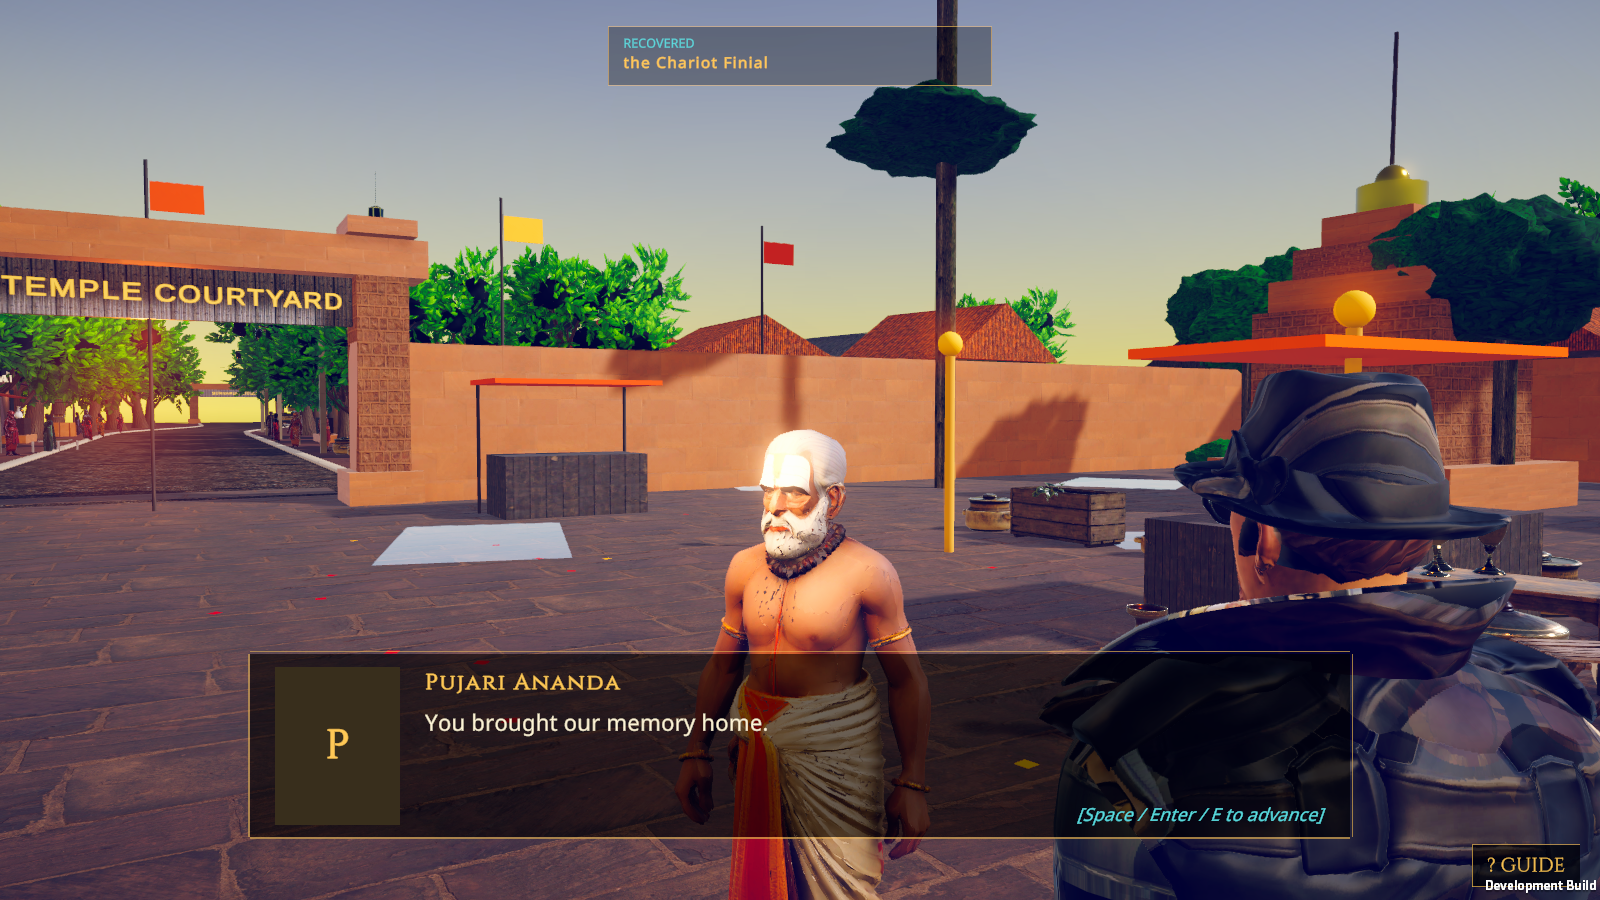 RECOVERED
the Chariot Finial
TEMPLE COURTYARD
P
PUJARI ANANDA
You brought our memory home.
[Space / Enter / E to advance]
? GUIDE
Development Build